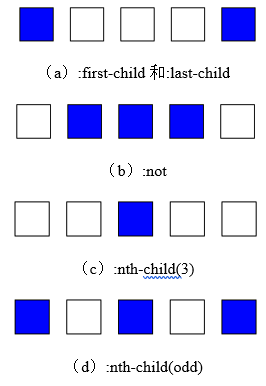 （a）:first-child 和:last-child
（b）:not
（c）:nth-child(3)
（d）:nth-child(odd)